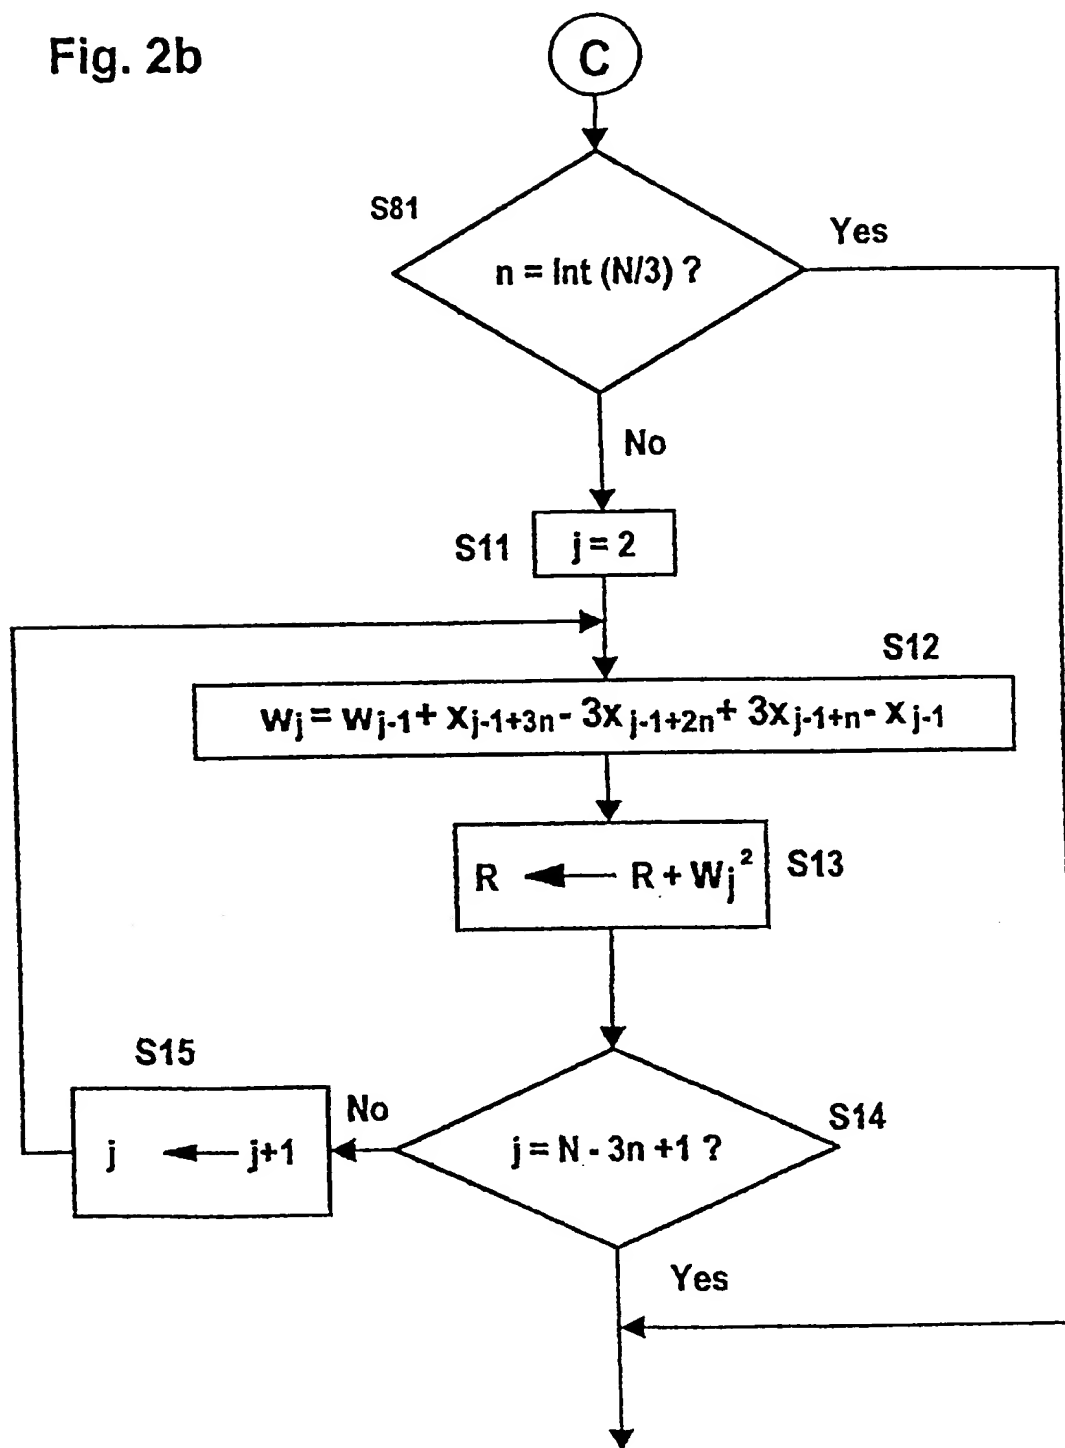 Fig. 2b
C
S81
n = Int (N/3) ?
Yes
No
S11
j = 2
S12
wⱼ = wⱼ₋₁ + xⱼ₋₁₊₃ₙ - 3xⱼ₋₁₊₂ₙ + 3xⱼ₋₁₊ₙ - xⱼ₋₁
R ← R + Wⱼ²
S13
S15
j ← j+1
No
j = N - 3n +1 ?
S14
Yes